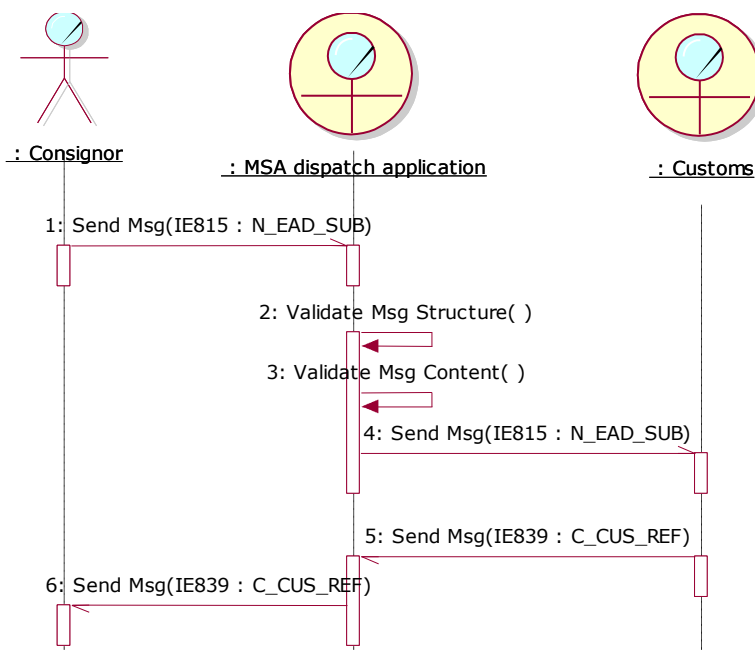 : Consignor
: MSA dispatch application
: Customs
1: Send Msg(IE815 : N_EAD_SUB)
2: Validate Msg Structure( )
3: Validate Msg Content( )
4: Send Msg(IE815 : N_EAD_SUB)
5: Send Msg(IE839 : C_CUS_REF)
6: Send Msg(IE839 : C_CUS_REF)